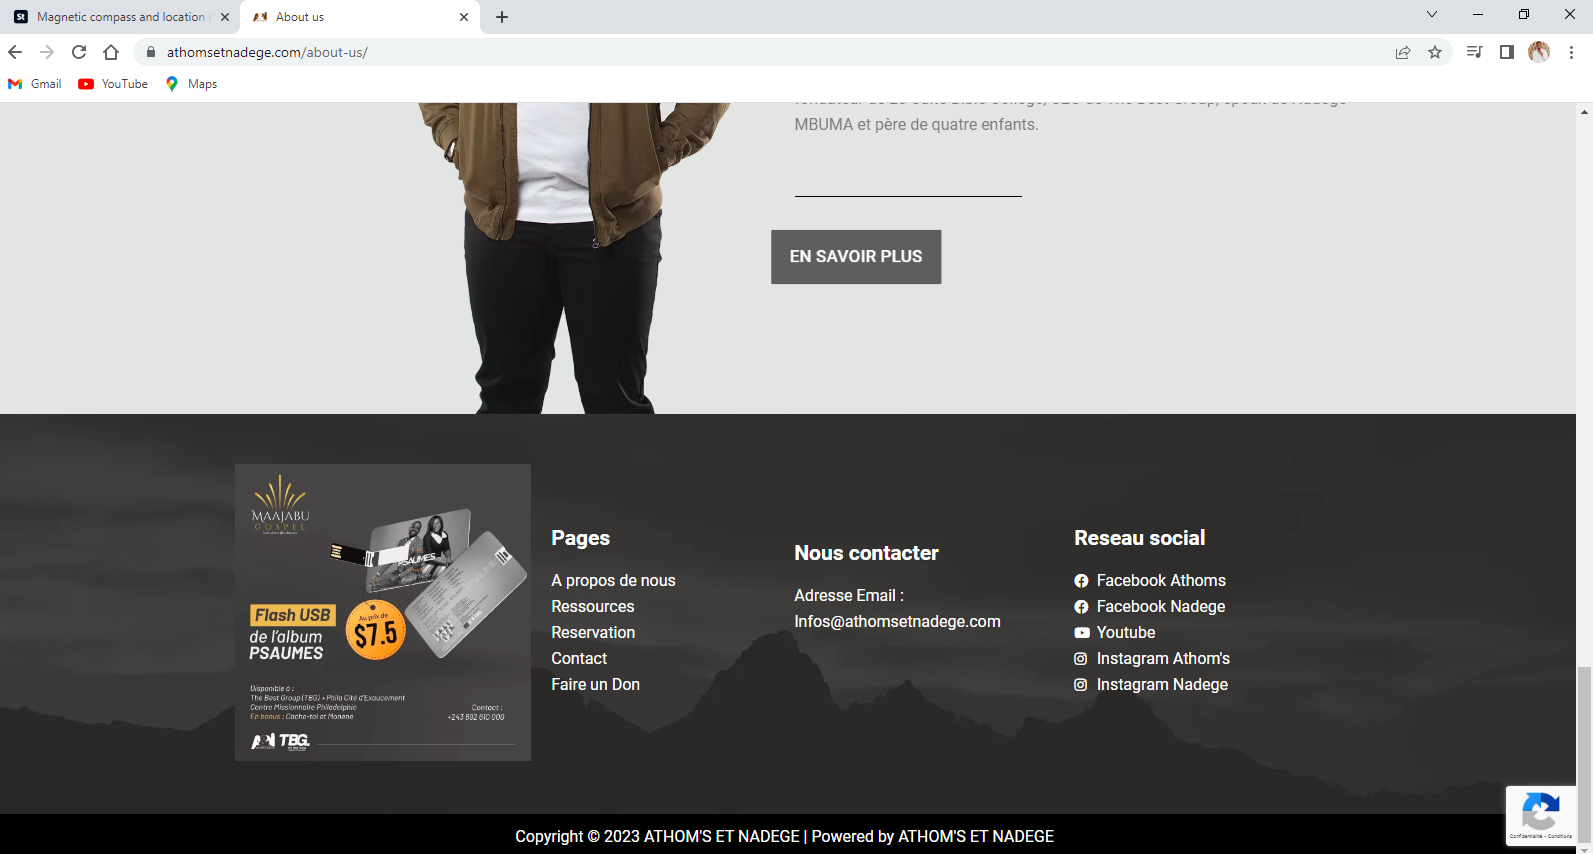 Magnetic compass and location
About us
athomsetnadege.com/about-us/
Gmail
YouTube
Maps
MBUMA et père de quatre enfants.
EN SAVOIR PLUS
MAAJABU
GOSPEL
PSAUMES
Flash USB
de l'album
PSAUMES
Au prix de
$7.5
Disponible à :
The Best Group (TBG) • Phila Cité d'Exaucement
Centre Missionnaire Philadelphie
En bonus : Cache-toi et Monene
Contact :
+243 892 610 000
TBG.
Pages
A propos de nous
Ressources
Reservation
Contact
Faire un Don
Nous contacter
Adresse Email :
Infos@athomsetnadege.com
Reseau social
Facebook Athoms
Facebook Nadege
Youtube
Instagram Athom's
Instagram Nadege
Confidentialité • Conditions
Copyright © 2023 ATHOM'S ET NADEGE | Powered by ATHOM'S ET NADEGE